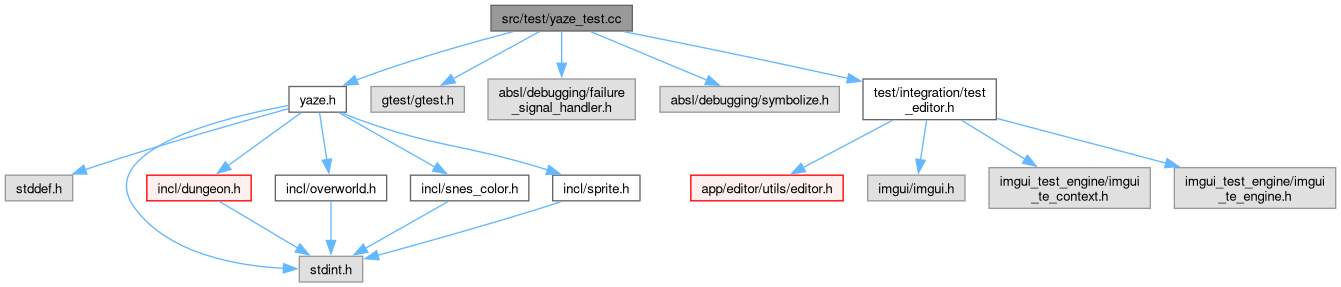 src/test/yaze_test.cc
yaze.h
gtest/gtest.h
absl/debugging/failure
_signal_handler.h
absl/debugging/symbolize.h
test/integration/test
_editor.h
stddef.h
incl/dungeon.h
incl/overworld.h
incl/snes_color.h
incl/sprite.h
app/editor/utils/editor.h
imgui/imgui.h
imgui_test_engine/imgui
_te_context.h
imgui_test_engine/imgui
_te_engine.h
stdint.h